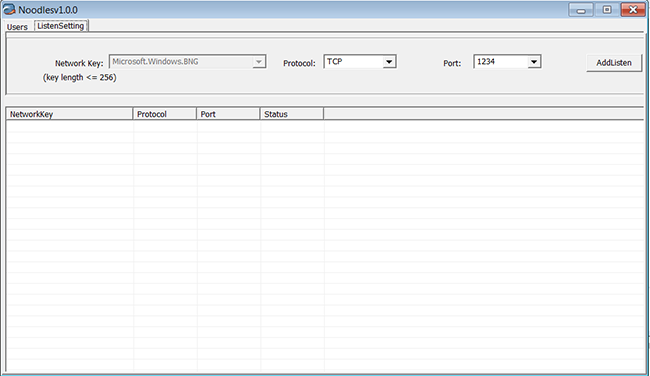 Noodlesv1.0.0
Users ListenSetting
Network Key: Microsoft.Windows.BNG Protocol: TCP Port: 1234 AddListen
(key length <= 256)
NetworkKey Protocol Port Status